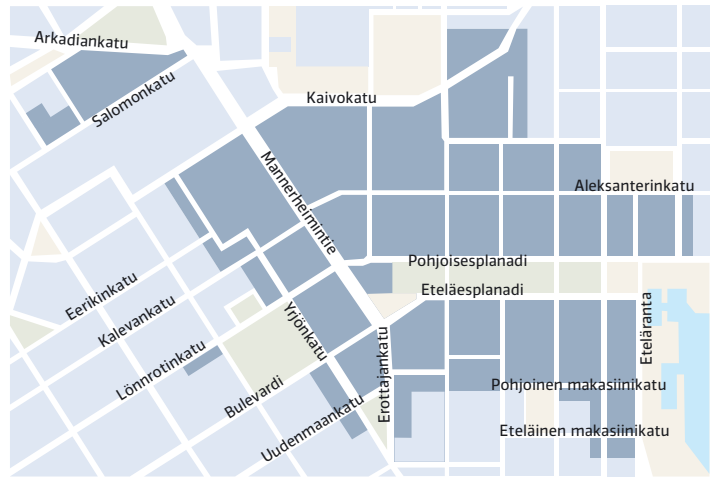 Arkadiankatu
Salomonkatu
Kaivokatu
Mannerheimintie
Aleksanterinkatu
Pohjoisesplanadi
Eteläesplanadi
Eerikinkatu
Kalevankatu
Lönnrotinkatu
Yrjönkatu
Bulevardi
Uudenmaankatu
Erottajankatu
Eteläranta
Pohjoinen makasiinikatu
Eteläinen makasiinikatu